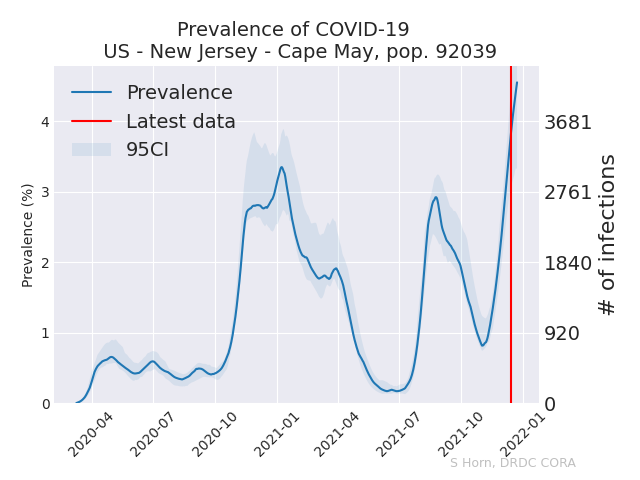 Prevalence of COVID-19
US - New Jersey - Cape May, pop. 92039
Prevalence
Latest data
95CI
Prevalence (%)
4
3
2
1
0
3681
2761
1840
920
0
# of infections
2020-04
2020-07
2020-10
2021-01
2021-04
2021-07
2021-10
2022-01
S Horn, DRDC CORA